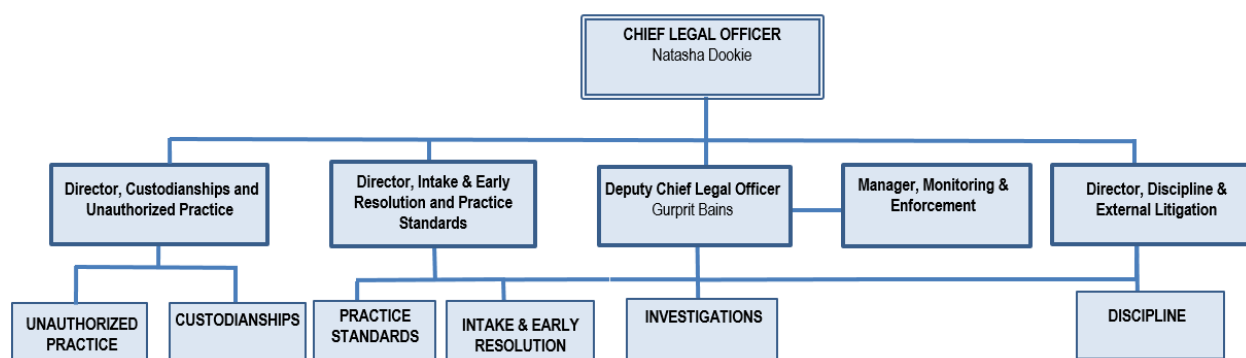 CHIEF LEGAL OFFICER
Natasha Dookie
Director, Custodianships and
Unauthorized Practice
Director, Intake & Early
Resolution and Practice
Standards
Deputy Chief Legal Officer
Gurprit Bains
Manager, Monitoring &
Enforcement
Director, Discipline &
External Litigation
UNAUTHORIZED
PRACTICE
CUSTODIANSHIPS
PRACTICE
STANDARDS
INTAKE & EARLY
RESOLUTION
INVESTIGATIONS
DISCIPLINE